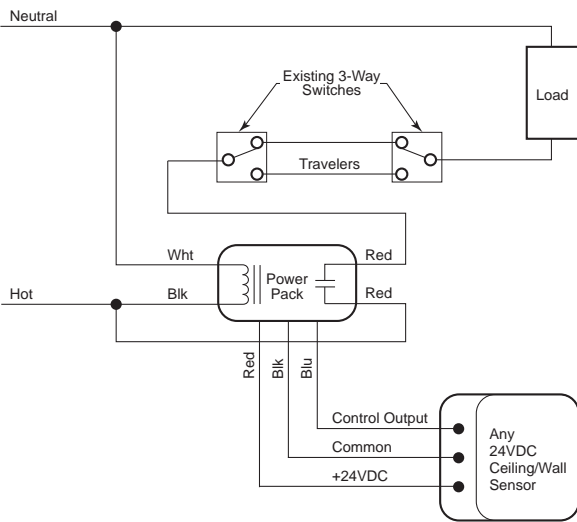 Neutral
Existing 3-Way
Switches
Load
Travelers
Wht
Red
Power
Pack
Hot
Blk
Red
Red
Blk
Blu
Control Output
Common
+24VDC
Any
24VDC
Ceiling/Wall
Sensor